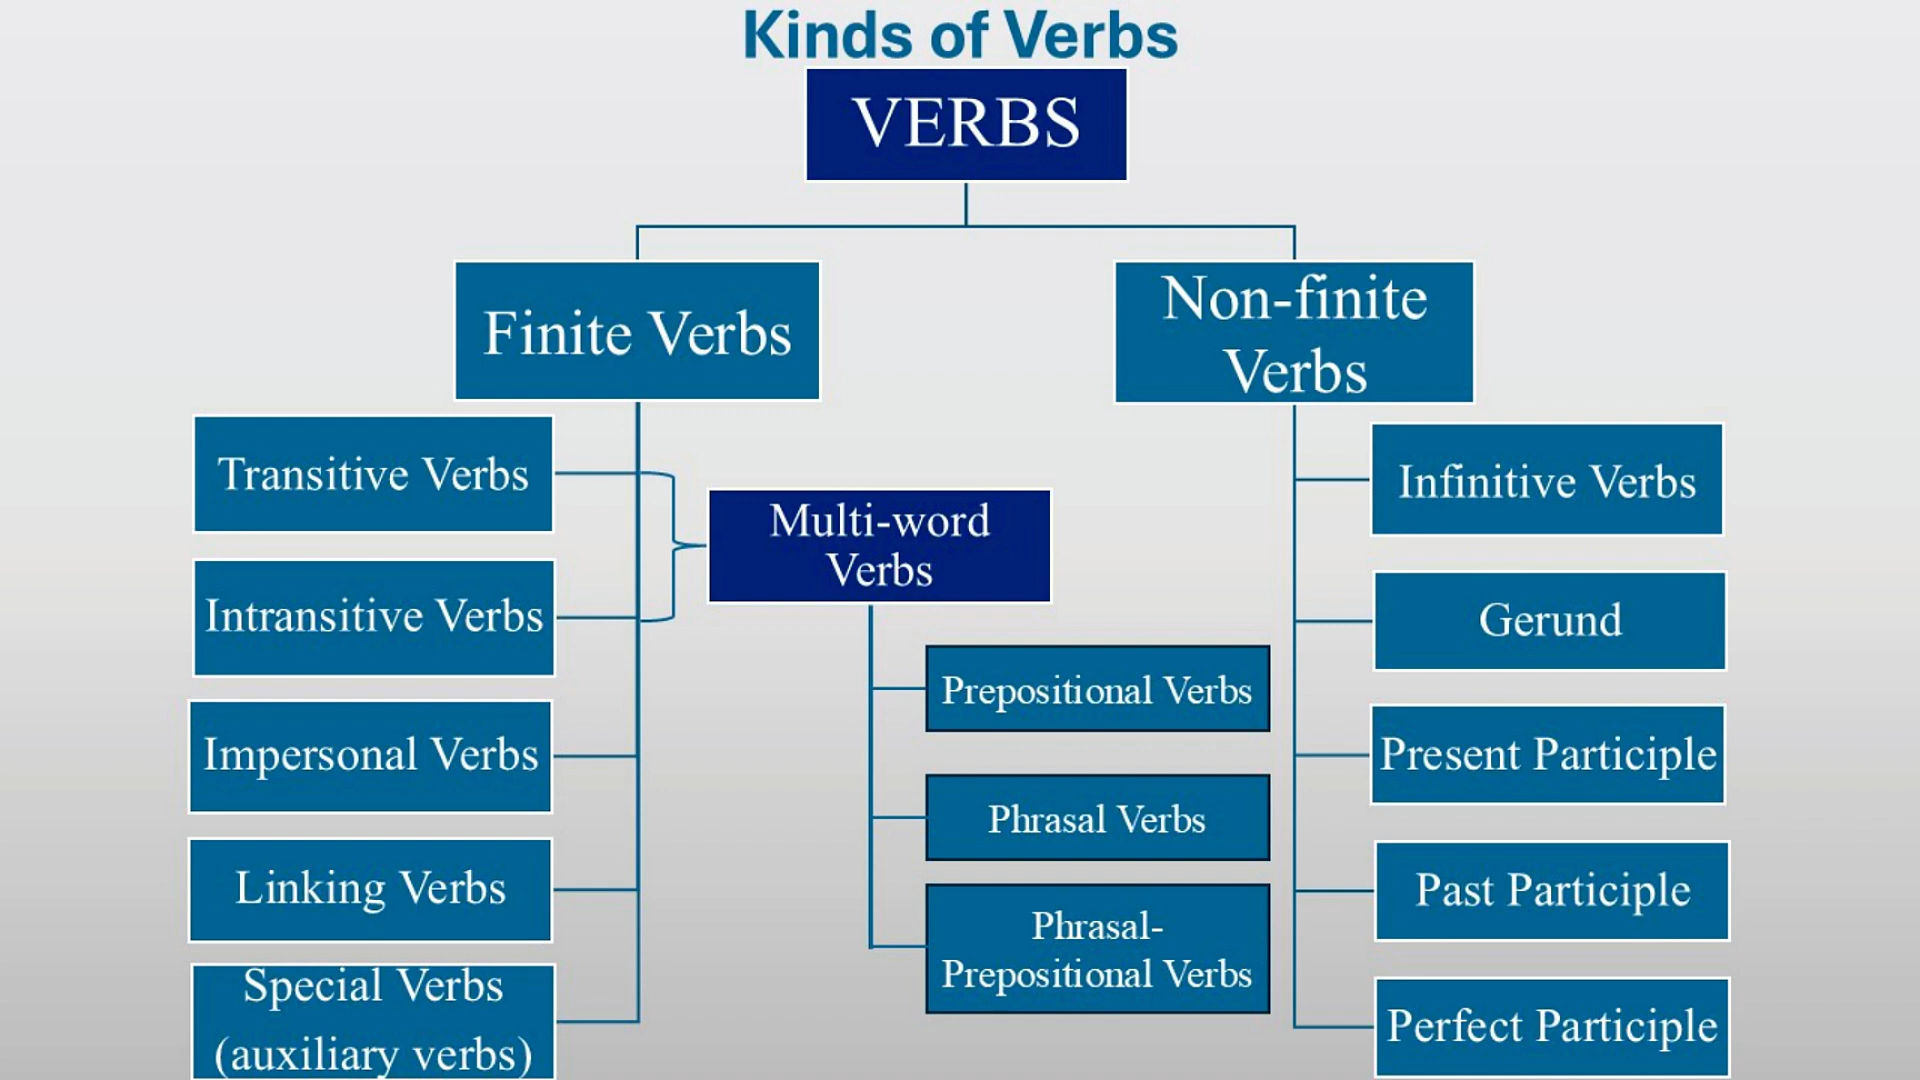 Kinds of Verbs
VERBS
Finite Verbs
Non-finite
Verbs
Transitive Verbs
Intransitive Verbs
Impersonal Verbs
Linking Verbs
Special Verbs
(auxiliary verbs)
Multi-word
Verbs
Prepositional Verbs
Phrasal Verbs
Phrasal-
Prepositional Verbs
Infinitive Verbs
Gerund
Present Participle
Past Participle
Perfect Participle